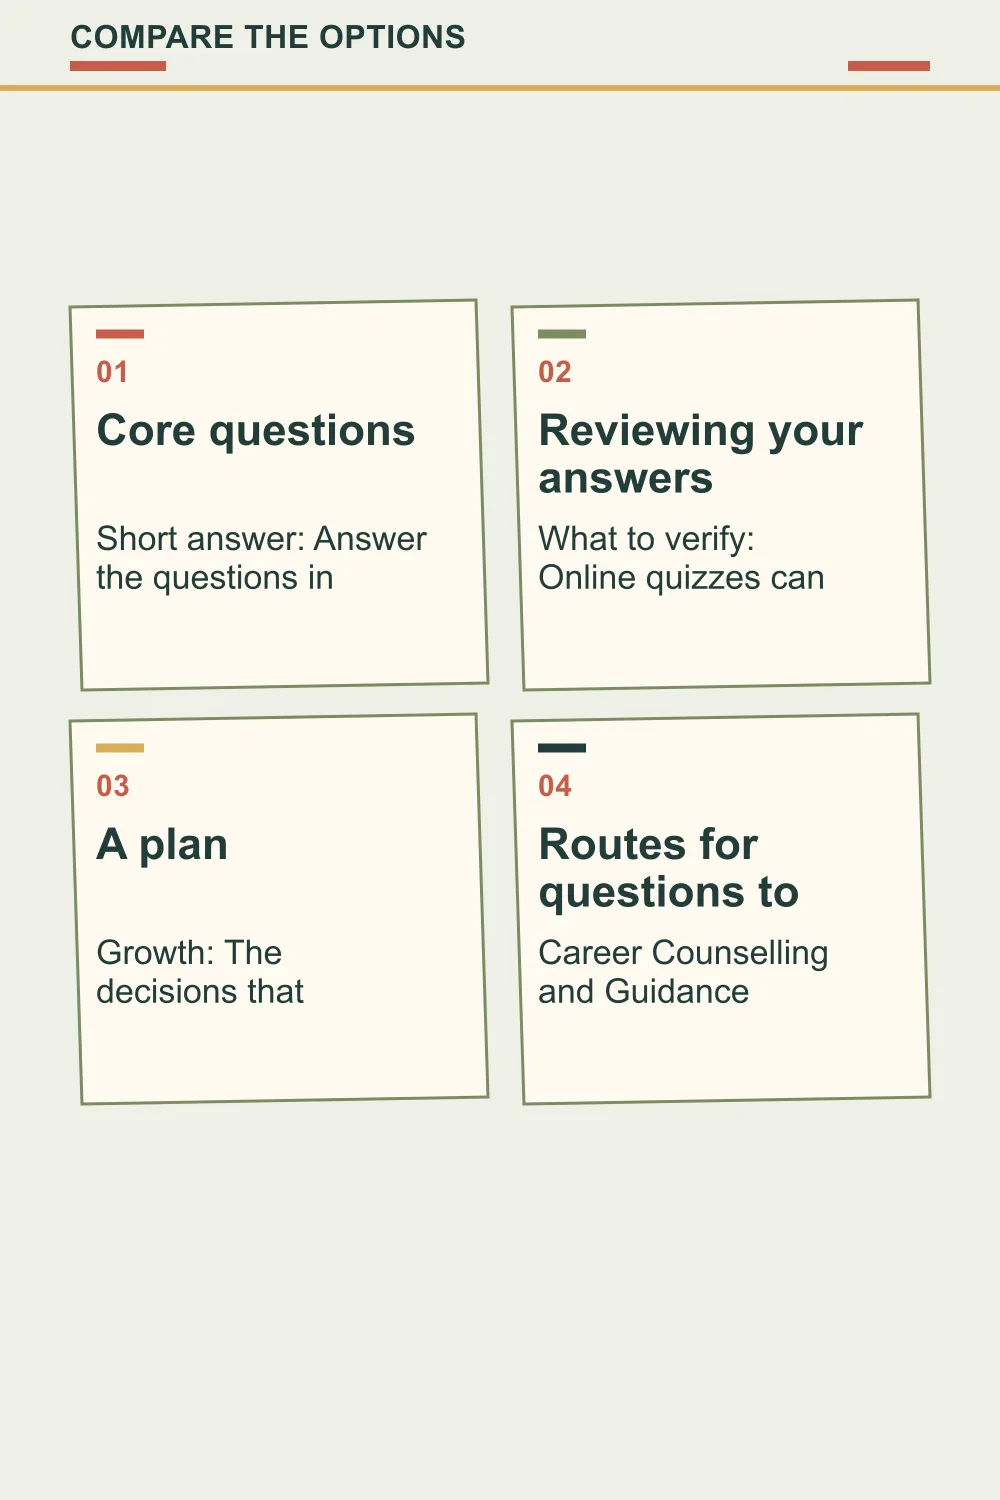 COMPARE THE OPTIONS
01
Core questions
Short answer: Answer
the questions in
02
Reviewing your
answers
What to verify:
Online quizzes can
03
A plan
Growth: The
decisions that
04
Routes for
questions to
Career Counselling
and Guidance